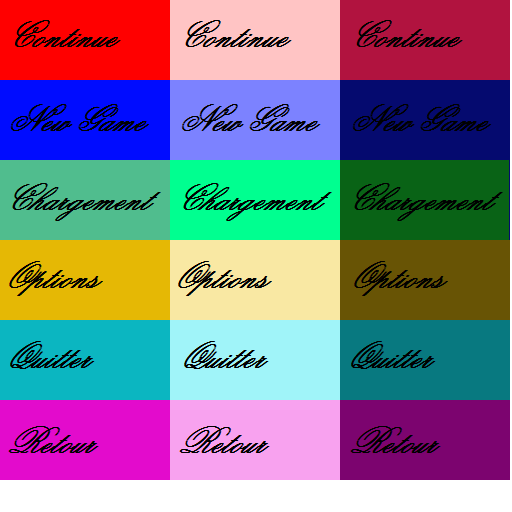 Continue Continue Continue
New Game New Game New Game
Chargement Chargement Chargement
Options Options Options
Quitter Quitter Quitter
Retour Retour Retour